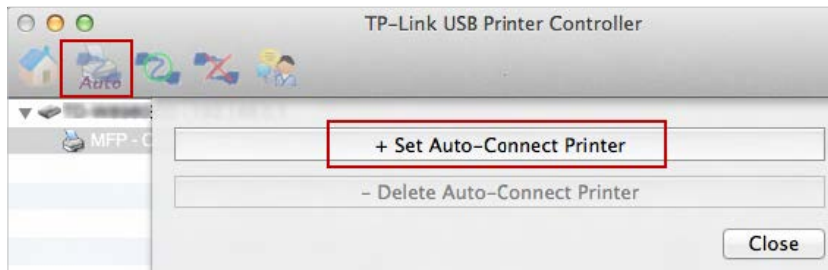 TP-Link USB Printer Controller
Auto
MFP - C
+ Set Auto-Connect Printer
- Delete Auto-Connect Printer
Close